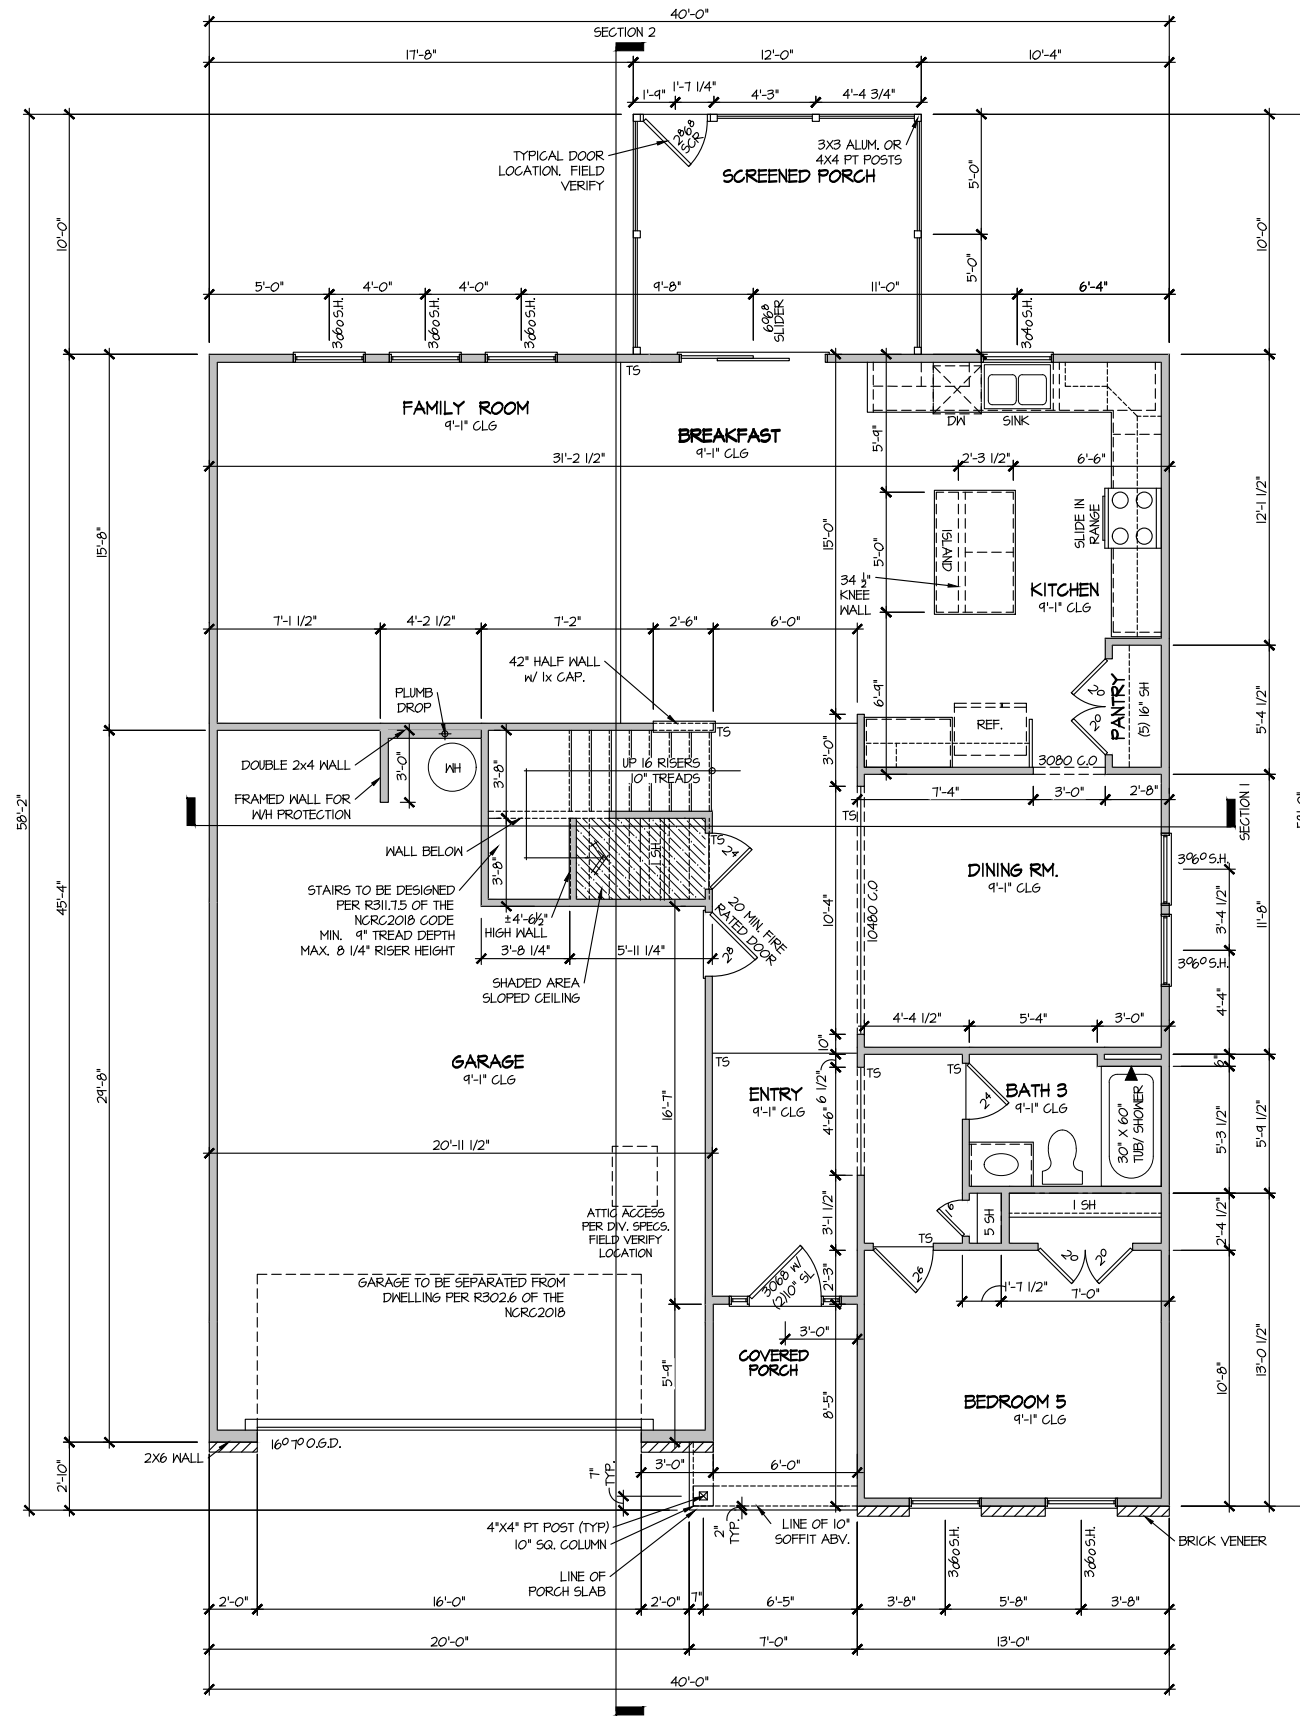 40'-0"
SECTION 2
17'-8"
12'-0"
10'-4"
1'-9"
1'-7 1/4"
4'-3"
4'-4 3/4"
2868
SCR
TYPICAL DOOR
LOCATION. FIELD
VERIFY
3X3 ALUM. OR
4X4 PT POSTS
SCREENED PORCH
5'-0"
10'-0"
10'-0"
5'-0"
5'-0"
4'-0"
4'-0"
9'-8"
11'-0"
6'-4"
3060 S.H.
3060 S.H.
3060 S.H.
6068
SLIDER
3040 S.H.
TS
FAMILY ROOM
9'-1" CLG
BREAKFAST
9'-1" CLG
DW
SINK
5'-9"
31'-2 1/2"
2'-3 1/2"
6'-6"
15'-8"
15'-0"
12'-1 1/2"
ISLAND
SLIDE IN
RANGE
5'-0"
34 1/2"
KNEE
WALL
KITCHEN
9'-1" CLG
7'-1 1/2"
4'-2 1/2"
7'-2"
2'-6"
6'-0"
42" HALF WALL
W/ 1x CAP.
PLUMB
DROP
6'-9"
20
20
PANTRY
(5) 16" SH
5'-4 1/2"
REF.
TS
DOUBLE 2x4 WALL
3'-0"
WH
3'-8"
UP 16 RISERS
10" TREADS
3'-0"
3080 C.O
FRAMED WALL FOR
W/H PROTECTION
7'-4"
3'-0"
2'-8"
58'-2"
TS
SECTION 1
WALL BELOW
TS
1 SH
24
3'-8"
DINING RM.
9'-1" CLG
3060 S.H.
3'-4 1/2"
11'-8"
STAIRS TO BE DESIGNED
PER R311.7.5 OF THE
NCRC2018 CODE
MIN. 9" TREAD DEPTH
MAX. 8 1/4" RISER HEIGHT
45'-4"
±4'-6 1/2"
HIGH WALL
20 MIN. FIRE
RATED DOOR
28
10'-4"
10480 C.O
3'-8 1/4"
5'-11 1/4"
3060 S.H.
SHADED AREA
SLOPED CEILING
4'-4"
4'-4 1/2"
5'-4"
3'-0"
10"
GARAGE
9'-1" CLG
TS
TS
TS
6"
29'-8"
16'-7"
ENTRY
9'-1" CLG
6 1/2"
4'-6"
24
BATH 3
9'-1" CLG
30" X 60"
TUB/ SHOWER
5'-3 1/2"
5'-9 1/2"
20'-11 1/2"
ATTIC ACCESS
PER DIV. SPECS.
FIELD VERIFY
LOCATION
3'-1 1/2"
16
5 SH
1 SH
TS
2'-4 1/2"
GARAGE TO BE SEPARATED FROM
DWELLING PER R302.6 OF THE
NCRC2018
3068 W/
(2)10" SL
2'-3"
26
20
20
1'-7 1/2"
7'-0"
3'-0"
COVERED
PORCH
5'-9"
8'-5"
BEDROOM 5
9'-1" CLG
10'-8"
13'-0 1/2"
16070 O.G.D.
2X6 WALL
2'-10"
7"
TYP.
3'-0"
6'-0"
4"X4" PT POST (TYP)
10" SQ. COLUMN
2"
TYP.
LINE OF 10"
SOFFIT ABV.
BRICK VENEER
LINE OF
PORCH SLAB
3060 S.H.
3060 S.H.
2'-0"
16'-0"
2'-0"
7"
6'-5"
3'-8"
5'-8"
3'-8"
20'-0"
7'-0"
13'-0"
40'-0"